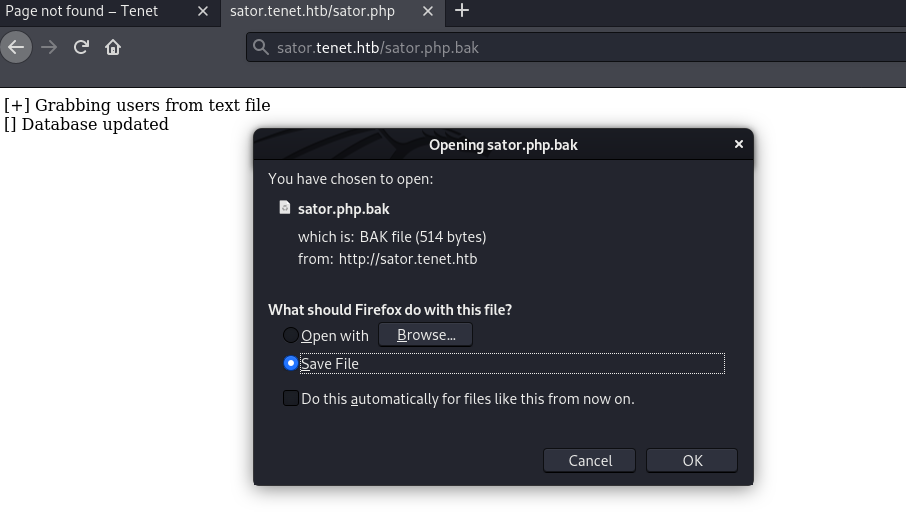 Page not found – Tenet
sator.tenet.htb/sator.php
sator.tenet.htb/sator.php.bak
[+] Grabbing users from text file
[] Database updated
Opening sator.php.bak
You have chosen to open:
sator.php.bak
which is: BAK file (514 bytes)
from: http://sator.tenet.htb
What should Firefox do with this file?
Open with Browse...
Save File
Do this automatically for files like this from now on.
Cancel OK